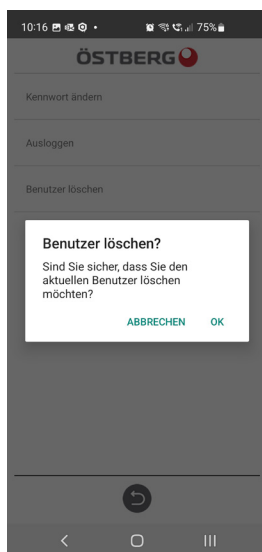 10:16
75%
ÖSTBERG
Kennwort ändern
Ausloggen
Benutzer löschen
Benutzer löschen?
Sind Sie sicher, dass Sie den
aktuellen Benutzer löschen
möchten?
ABBRECHEN OK